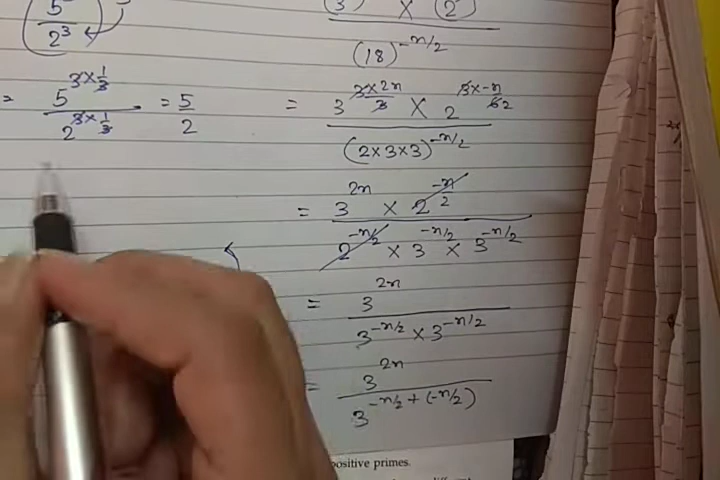 5
2³
= 5^(3×1/3) / 2^(3×1/3) = 5/2
(3) × (2)
(18)^(-n/2)
= 3^(3×2n/3) × 2^(3×-n/62)
(2×3×3)^(-n/2)
= 3^(2n) × 2^(-n/2)
2^(-n/2) × 3^(-n/2) × 3^(-n/2)
= 3^(2n)
3^(-n/2) × 3^(-n/2)
= 3^(2n)
3^(-n/2 + (-n/2))
positive primes.